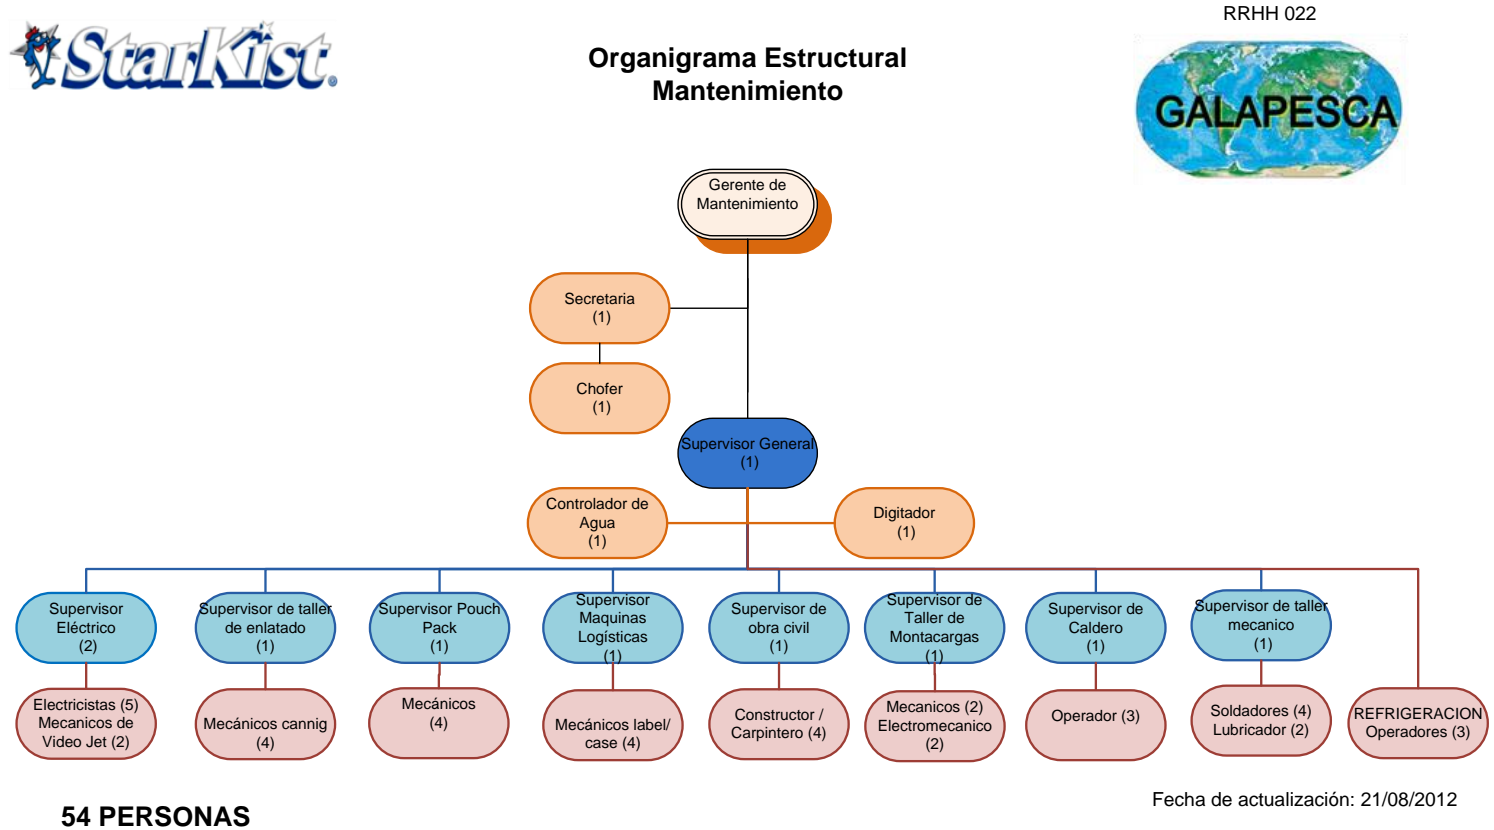 RRHH 022
StarKist.
Organigrama Estructural
Mantenimiento
GALAPESCA
Gerente de
Mantenimiento
Secretaria
(1)
Chofer
(1)
Supervisor General
(1)
Controlador de
Agua
(1)
Digitador
(1)
Supervisor
Eléctrico
(2)
Supervisor de taller
de enlatado
(1)
Supervisor Pouch
Pack
(1)
Supervisor
Maquinas
Logísticas
(1)
Supervisor de
obra civil
(1)
Supervisor de
Taller de
Montacargas
(1)
Supervisor de
Caldero
(1)
Supervisor de taller
mecanico
(1)
Electricistas (5)
Mecanicos de
Video Jet (2)
Mecánicos cannig
(4)
Mecánicos
(4)
Mecánicos label/
case (4)
Constructor /
Carpintero (4)
Mecanicos (2)
Electromecanico
(2)
Operador (3)
Soldadores (4)
Lubricador (2)
REFRIGERACION
Operadores (3)
54 PERSONAS
Fecha de actualización: 21/08/2012